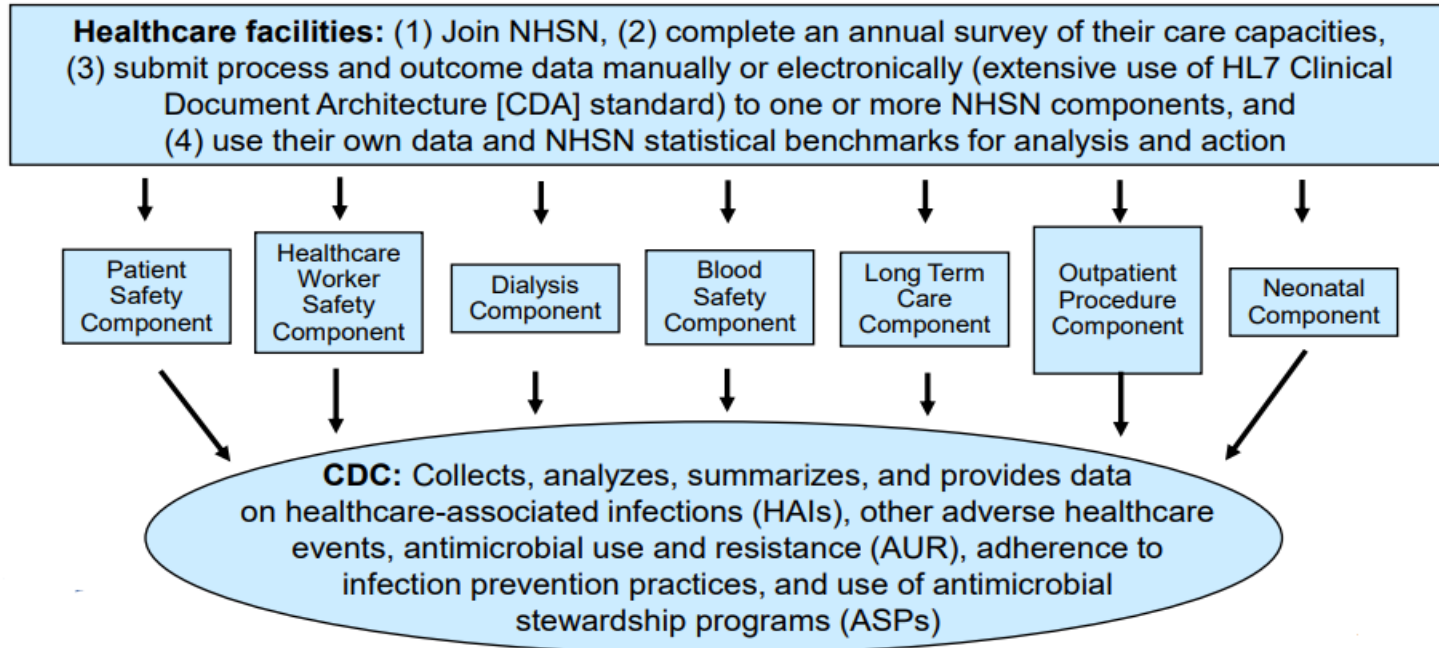 Healthcare facilities: (1) Join NHSN, (2) complete an annual survey of their care capacities,
(3) submit process and outcome data manually or electronically (extensive use of HL7 Clinical
Document Architecture [CDA] standard) to one or more NHSN components, and
(4) use their own data and NHSN statistical benchmarks for analysis and action
Patient
Safety
Component
Healthcare
Worker
Safety
Component
Dialysis
Component
Blood
Safety
Component
Long Term
Care
Component
Outpatient
Procedure
Component
Neonatal
Component
CDC: Collects, analyzes, summarizes, and provides data
on healthcare-associated infections (HAIs), other adverse healthcare
events, antimicrobial use and resistance (AUR), adherence to
infection prevention practices, and use of antimicrobial
stewardship programs (ASPs)